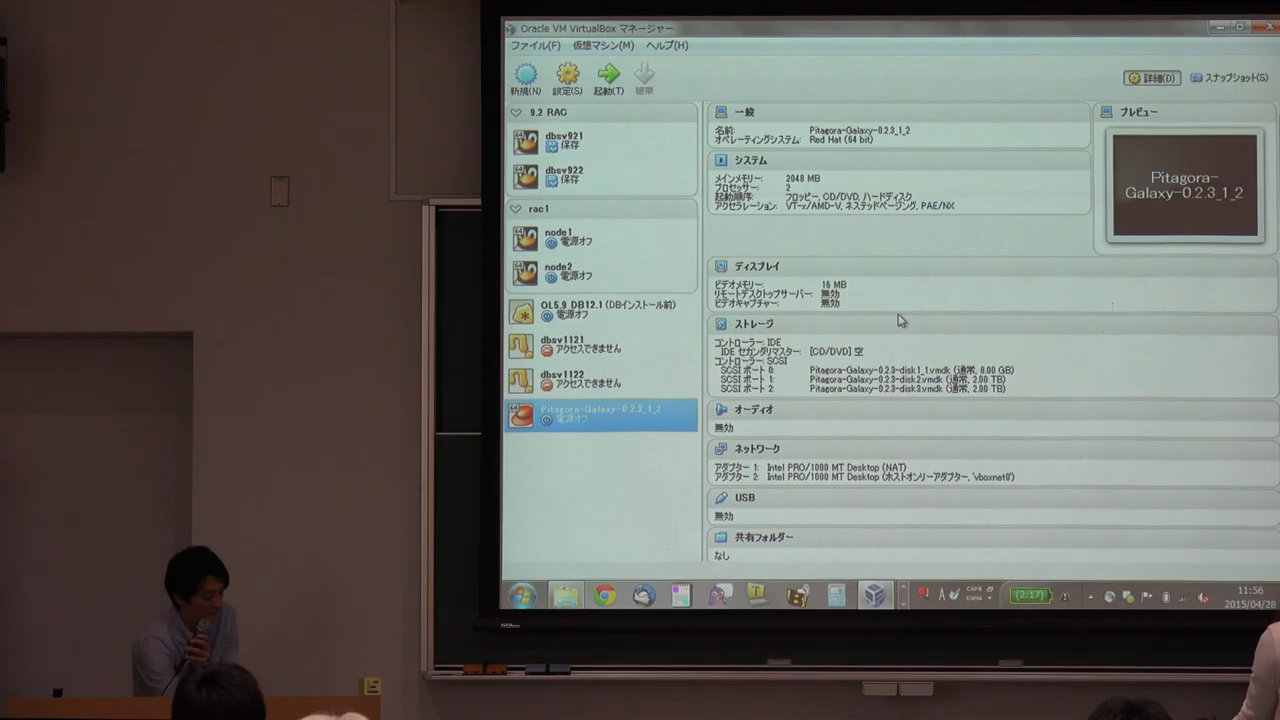 Oracle VM VirtualBox マネージャー
ファイル(F) 仮想マシン(M) ヘルプ(H)
新規(N) 設定(S) 起動(T) 破棄
詳細(D) スナップショット(S)
9.2 RAC
dbsv921
保存
dbsv922
保存
rac1
node1
電源オフ
node2
電源オフ
OL5.9_DB12.1 (DBインストール前)
電源オフ
dbsv1121
アクセスできません
dbsv1122
アクセスできません
Pitagora-Galaxy-0.2.3_1_2
電源オフ
一般
名前: Pitagora-Galaxy-0.2.3_1_2
オペレーティングシステム: Red Hat (64 bit)
システム
メインメモリー: 2048 MB
プロセッサー: 2
起動順序: フロッピー, CD/DVD, ハードディスク
アクセラレーション: VT-x/AMD-V, ネステッドページング, PAE/NX
プレビュー
Pitagora-
Galaxy-0.2.3_1_2
ディスプレイ
ビデオメモリー: 16 MB
リモートデスクトップサーバー: 無効
ビデオキャプチャー: 無効
ストレージ
コントローラー: IDE
IDE セカンダリマスター: [CD/DVD] 空
コントローラー: SCSI
SCSI ポート 0: Pitagora-Galaxy-0.2.3-disk1_1.vmdk (通常, 8.00 GB)
SCSI ポート 1: Pitagora-Galaxy-0.2.3-disk2.vmdk (通常, 2.00 TB)
SCSI ポート 2: Pitagora-Galaxy-0.2.3-disk3.vmdk (通常, 2.00 TB)
オーディオ
無効
ネットワーク
アダプター 1: Intel PRO/1000 MT Desktop (NAT)
アダプター 2: Intel PRO/1000 MT Desktop (ホストオンリーアダプター, 'vboxnet0')
USB
無効
共有フォルダー
なし
A CAPS
KANA
(2:17)
11:56
2015/04/28